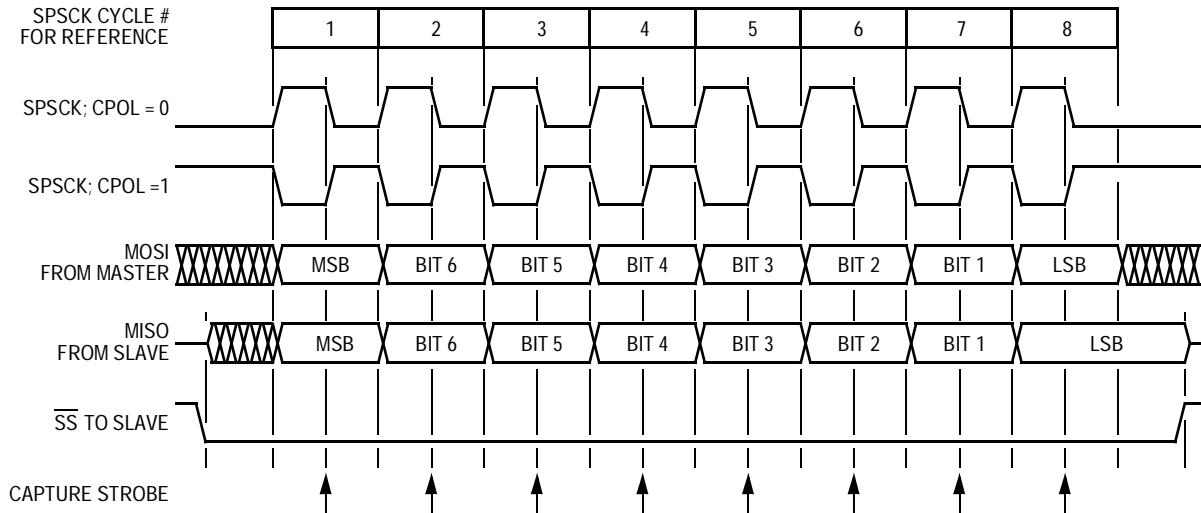 SPSCK CYCLE #
FOR REFERENCE
1 2 3 4 5 6 7 8
SPSCK; CPOL = 0
SPSCK; CPOL =1
MOSI
FROM MASTER
MSB BIT 6 BIT 5 BIT 4 BIT 3 BIT 2 BIT 1 LSB
MISO
FROM SLAVE
MSB BIT 6 BIT 5 BIT 4 BIT 3 BIT 2 BIT 1 LSB
SS TO SLAVE
CAPTURE STROBE